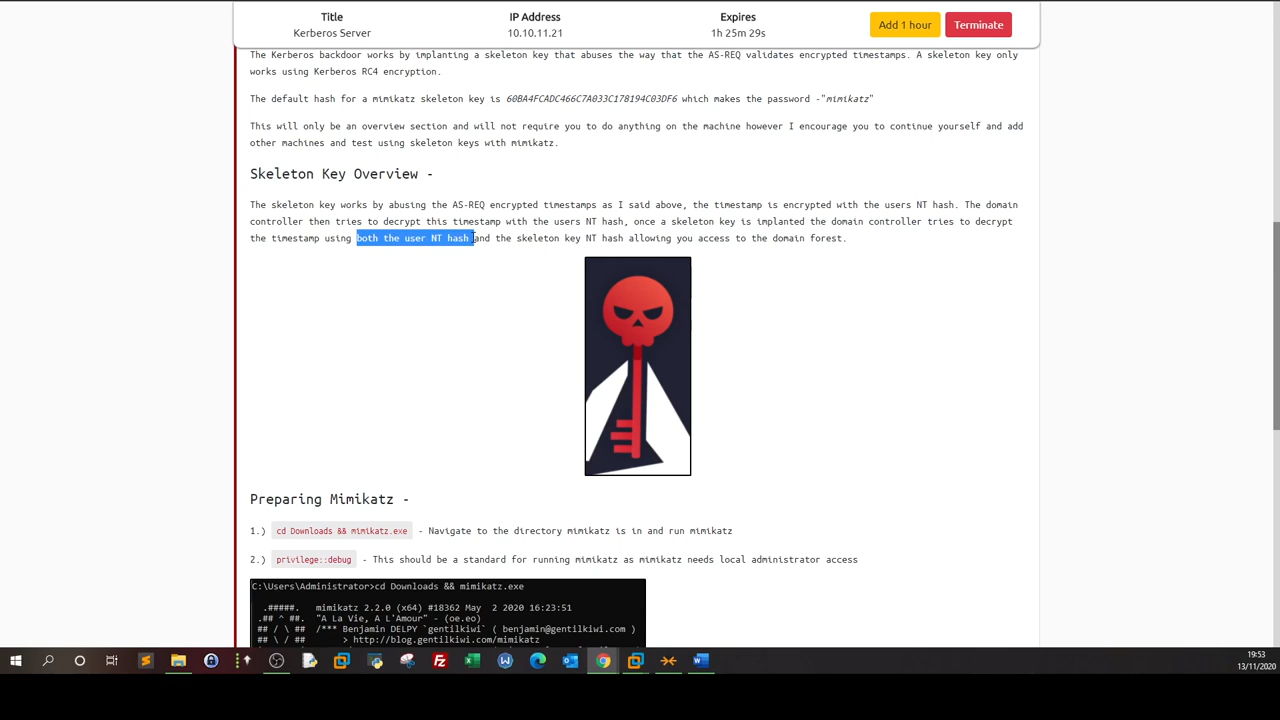 Title
IP Address
Expires
Kerberos Server
10.10.11.21
1h 25m 29s
Add 1 hour
Terminate
The Kerberos backdoor works by implanting a skeleton key that abuses the way that the AS-REQ validates encrypted timestamps. A skeleton key only
works using Kerberos RC4 encryption.
The default hash for a mimikatz skeleton key is 60BA4FCADC466C7A033C178194C03DF6 which makes the password -"mimikatz"
This will only be an overview section and will not require you to do anything on the machine however I encourage you to continue yourself and add
other machines and test using skeleton keys with mimikatz.
Skeleton Key Overview -
The skeleton key works by abusing the AS-REQ encrypted timestamps as I said above, the timestamp is encrypted with the users NT hash. The domain
controller then tries to decrypt this timestamp with the users NT hash, once a skeleton key is implanted the domain controller tries to decrypt
the timestamp using both the user NT hash and the skeleton key NT hash allowing you access to the domain forest.
Preparing Mimikatz -
1.) cd Downloads && mimikatz.exe - Navigate to the directory mimikatz is in and run mimikatz
2.) privilege::debug - This should be a standard for running mimikatz as mimikatz needs local administrator access
C:\Users\Administrator>cd Downloads && mimikatz.exe
.#####. mimikatz 2.2.0 (x64) #18362 May 2 2020 16:23:51
.## ^ ##. "A La Vie, A L'Amour" - (oe.eo)
## / \ ## /*** Benjamin DELPY `gentilkiwi` ( benjamin@gentilkiwi.com )
## \ / ## > http://blog.gentilkiwi.com/mimikatz
19:53
13/11/2020